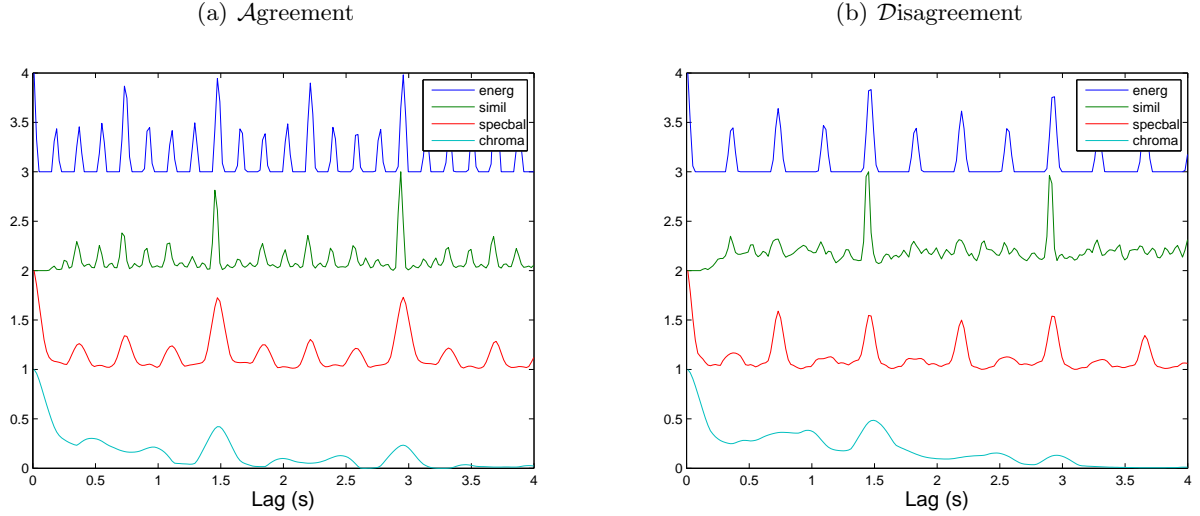 (a) Agreement
4
3.5
3
2.5
2
1.5
1
0.5
0
0 0.5 1 1.5 2 2.5 3 3.5 4
Lag (s)
energ
simil
specbal
chroma
(b) Disagreement
4
3.5
3
2.5
2
1.5
1
0.5
0
0 0.5 1 1.5 2 2.5 3 3.5 4
Lag (s)
energ
simil
specbal
chroma